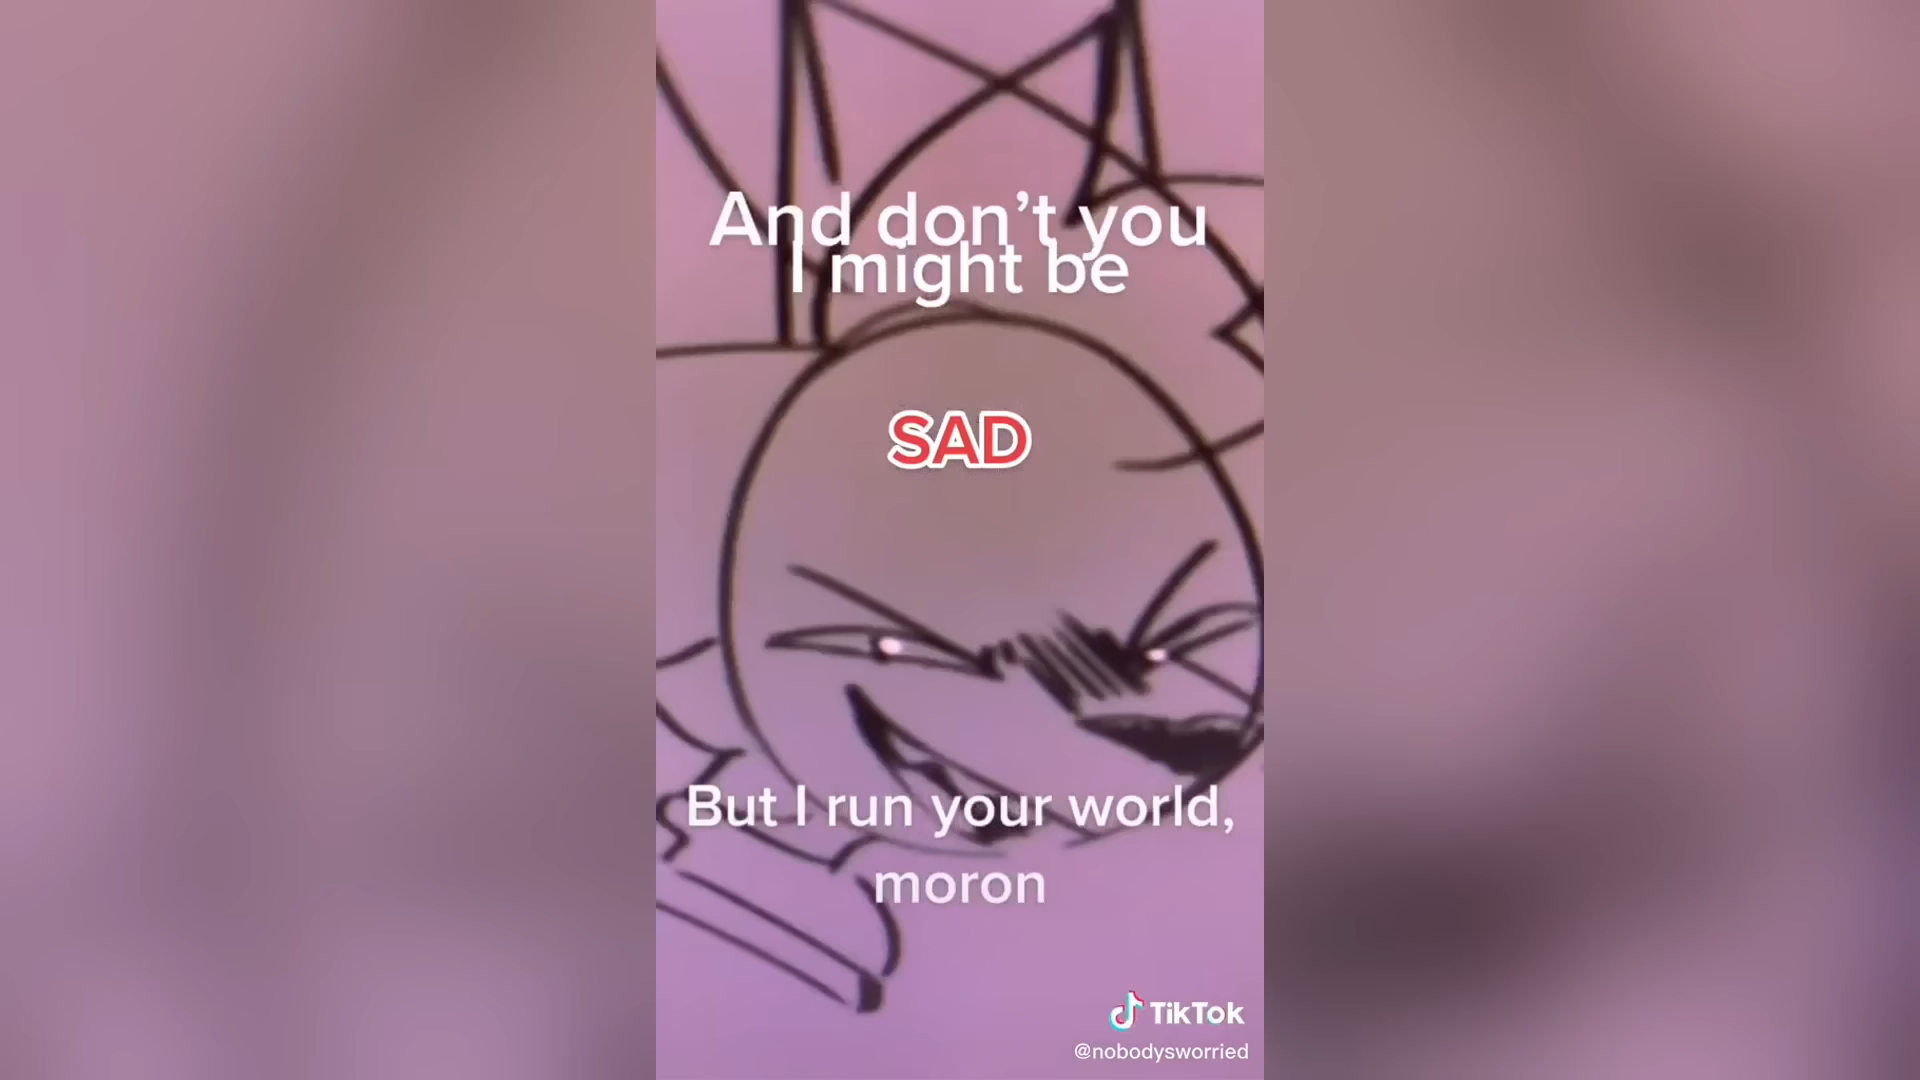 And don't you
I might be
SAD
But I run your world,
moron
TikTok
@nobodysworried